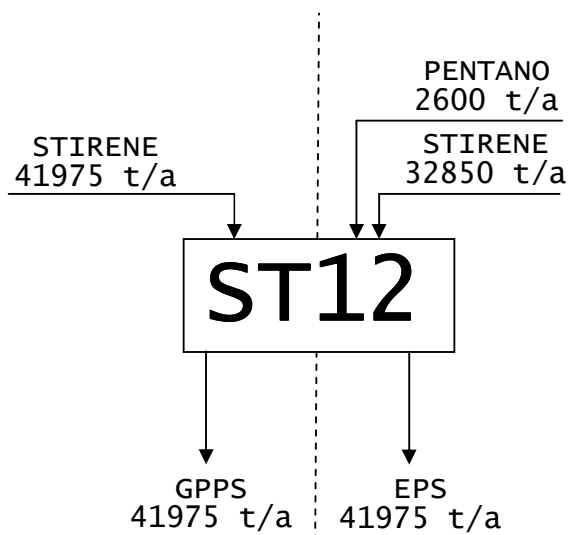 PENTANO
2600 t/a
STIRENE
41975 t/a
STIRENE
32850 t/a
ST12
GPPS
41975 t/a
EPS
41975 t/a